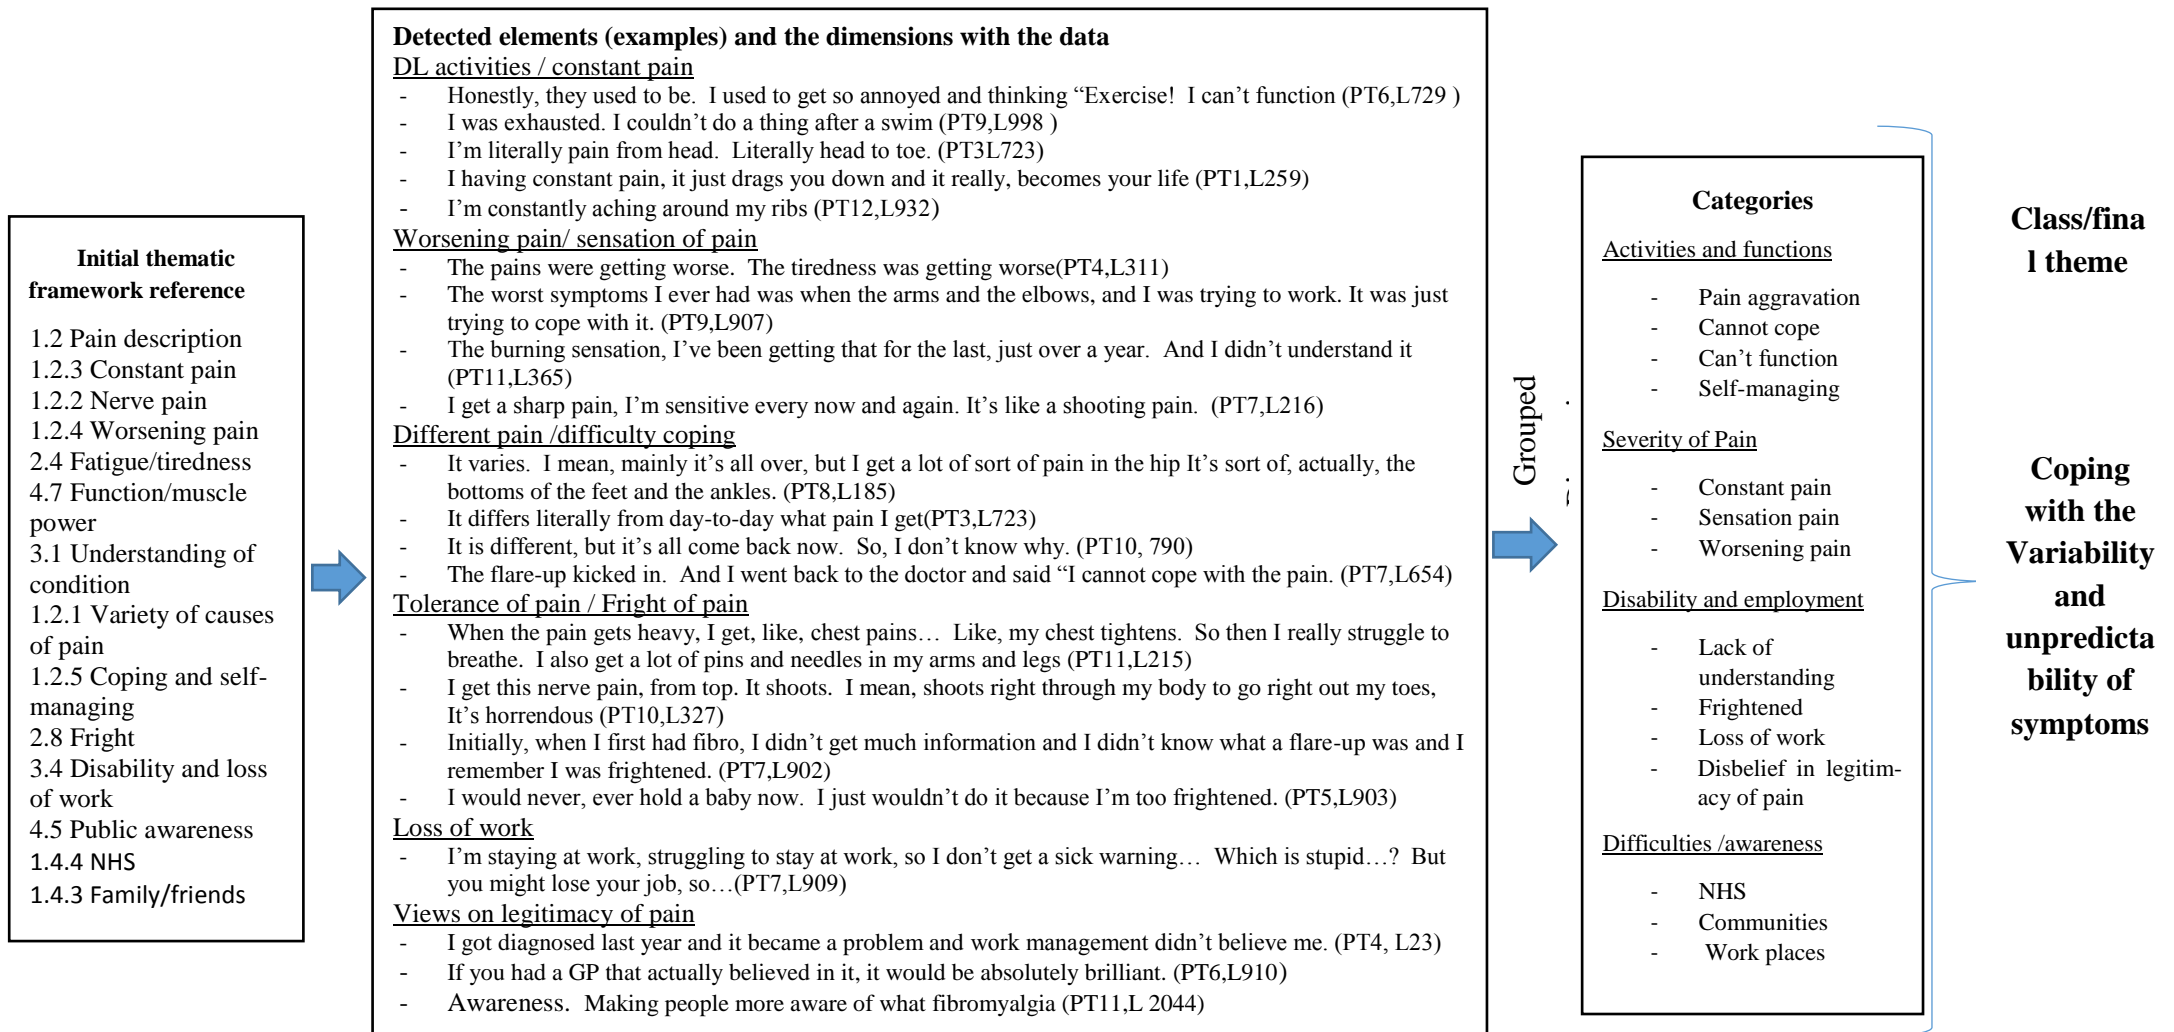 Initial thematic
framework reference
1.2 Pain description
1.2.3 Constant pain
1.2.2 Nerve pain
1.2.4 Worsening pain
2.4 Fatigue/tiredness
4.7 Function/muscle
power
3.1 Understanding of
condition
1.2.1 Variety of causes
of pain
1.2.5 Coping and self-
managing
2.8 Fright
3.4 Disability and loss
of work
4.5 Public awareness
1.4.4 NHS
1.4.3 Family/friends
Detected elements (examples) and the dimensions with the data
DL activities / constant pain
- Honestly, they used to be.  I used to get so annoyed and thinking “Exercise!  I can’t function (PT6,L729 )
- I was exhausted. I couldn’t do a thing after a swim (PT9,L998 )
- I’m literally pain from head.  Literally head to toe. (PT3L723)
- I having constant pain, it just drags you down and it really, becomes your life (PT1,L259)
- I’m constantly aching around my ribs (PT12,L932)
Worsening pain/ sensation of pain
- The pains were getting worse.  The tiredness was getting worse(PT4,L311)
- The worst symptoms I ever had was when the arms and the elbows, and I was trying to work. It was just
trying to cope with it. (PT9,L907)
- The burning sensation, I’ve been getting that for the last, just over a year.  And I didn’t understand it
(PT11,L365)
- I get a sharp pain, I’m sensitive every now and again. It’s like a shooting pain.  (PT7,L216)
Different pain /difficulty coping
- It varies.  I mean, mainly it’s all over, but I get a lot of sort of pain in the hip It’s sort of, actually, the
bottoms of the feet and the ankles. (PT8,L185)
- It differs literally from day-to-day what pain I get(PT3,L723)
- It is different, but it’s all come back now.  So, I don’t know why. (PT10, 790)
- The flare-up kicked in.  And I went back to the doctor and said “I cannot cope with the pain. (PT7,L654)
Tolerance of pain / Fright of pain
- When the pain gets heavy, I get, like, chest pains… Like, my chest tightens.  So then I really struggle to
breathe.  I also get a lot of pins and needles in my arms and legs (PT11,L215)
- I get this nerve pain, from top. It shoots.  I mean, shoots right through my body to go right out my toes,
It’s horrendous (PT10,L327)
- Initially, when I first had fibro, I didn’t get much information and I didn’t know what a flare-up was and I
remember I was frightened. (PT7,L902)
- I would never, ever hold a baby now.  I just wouldn’t do it because I’m too frightened. (PT5,L903)
Loss of work
- I’m staying at work, struggling to stay at work, so I don’t get a sick warning…  Which is stupid…?  But
you might lose your job, so…(PT7,L909)
Views on legitimacy of pain
- I got diagnosed last year and it became a problem and work management didn’t believe me. (PT4, L23)
- If you had a GP that actually believed in it, it would be absolutely brilliant. (PT6,L910)
- Awareness.  Making people more aware of what fibromyalgia (PT11,L 2044)
Grouped
Categories
Activities and functions
- Pain aggravation
- Cannot cope
- Can’t function
- Self-managing
Severity of Pain
- Constant pain
- Sensation pain
- Worsening pain
Disability and employment
- Lack of
understanding
- Frightened
- Loss of work
- Disbelief in legitim-
acy of pain
Difficulties /awareness
- NHS
- Communities
- Work places
Class/fina
l theme
Coping
with the
Variability
and
unpredicta
bility of
symptoms